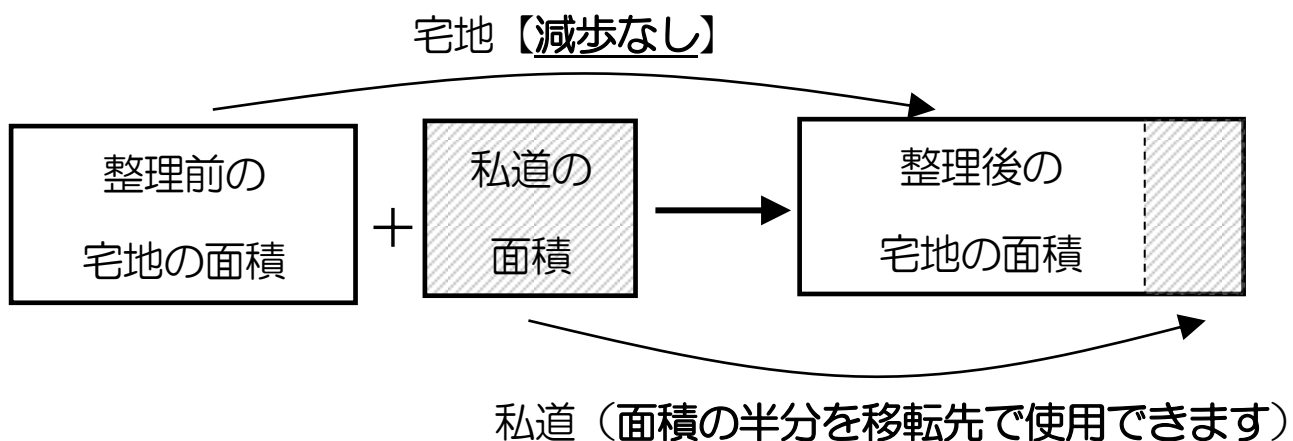 宅地【減歩なし】
整理前の
宅地の面積
＋
私道の
面積
整理後の
宅地の面積
私道（面積の半分を移転先で使用できます）